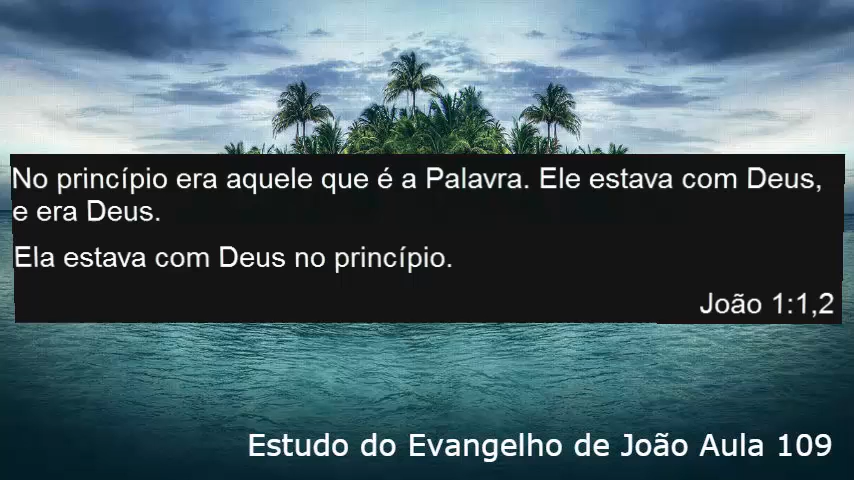 No princípio era aquele que é a Palavra. Ele estava com Deus,
e era Deus.
Ela estava com Deus no princípio.
João 1:1,2
Estudo do Evangelho de João Aula 109